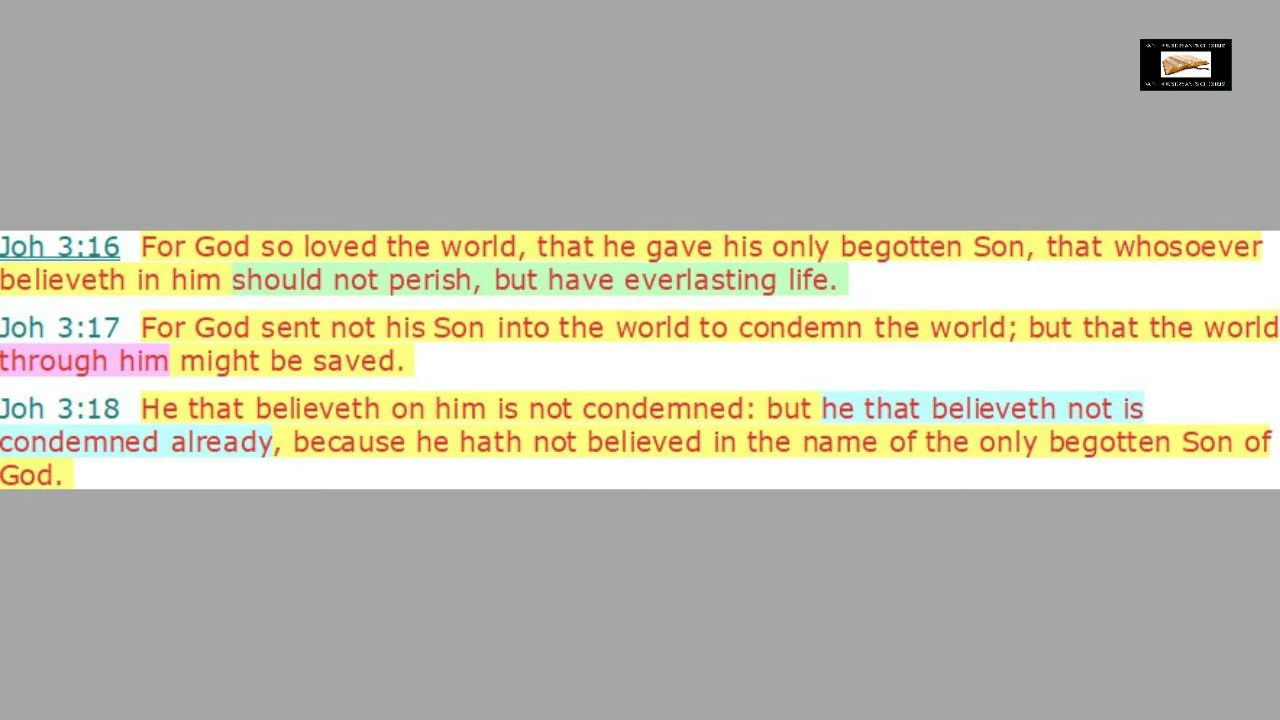 Joh 3:16 For God so loved the world, that he gave his only begotten Son, that whosoever
believeth in him should not perish, but have everlasting life.
Joh 3:17 For God sent not his Son into the world to condemn the world; but that the world
through him might be saved.
Joh 3:18 He that believeth on him is not condemned: but he that believeth not is
condemned already, because he hath not believed in the name of the only begotten Son of
God.